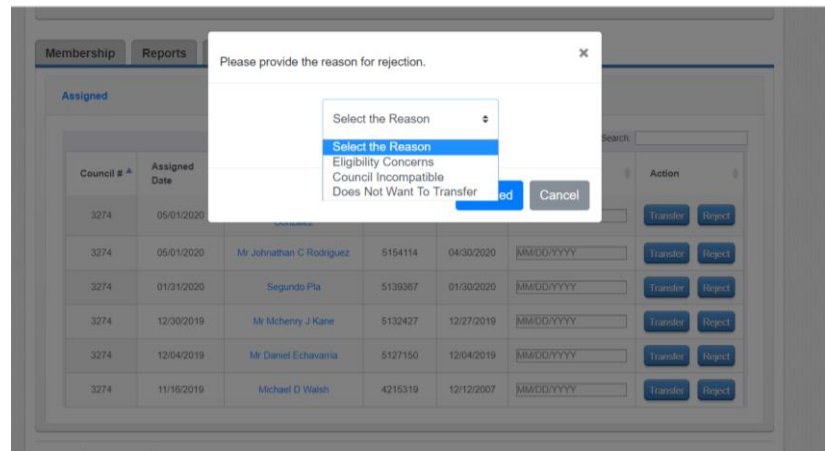 Membership Reports
Please provide the reason for rejection. ×
Assigned
Select the Reason
Search:
Select the Reason
Eligibility Concerns
Council Incompatible
Does Not Want To Transfer
Cancel
Council # Assigned Date Action
3274 05/01/2020 Transfer Reject
3274 05/01/2020 Mr Johnathan C Rodriguez 5154114 04/30/2020 MM/DD/YYYY Transfer Reject
3274 01/31/2020 Segundo Pla 5139367 01/30/2020 MM/DD/YYYY Transfer Reject
3274 12/30/2019 Mr Mchenry J Kane 5132427 12/27/2019 MM/DD/YYYY Transfer Reject
3274 12/04/2019 Mr Daniel Echavarria 5127150 12/04/2019 MM/DD/YYYY Transfer Reject
3274 11/16/2019 Michael D Walsh 4215319 12/12/2007 MM/DD/YYYY Transfer Reject